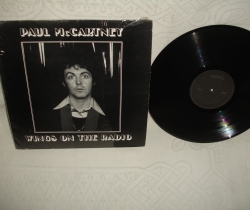 PAUL McCARTNEY
WINGS ON THE RADIO